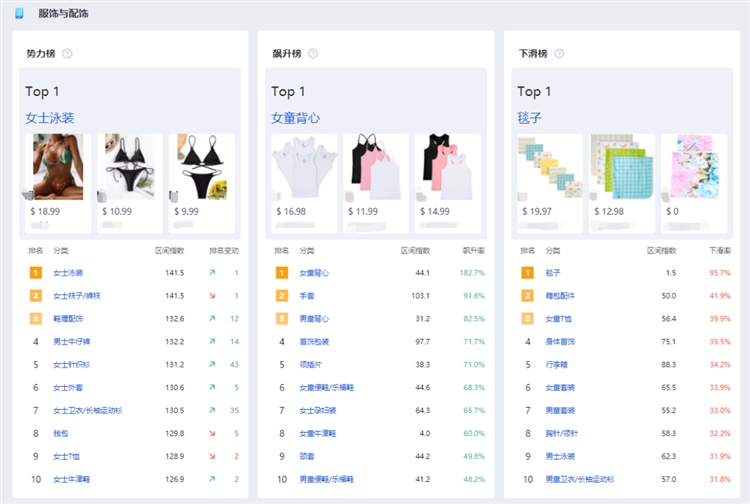 服饰与配饰
势力榜
Top 1
女士泳装
$ 18.99
$ 10.99
$ 9.99
排名 分类 区间指数 排名变动
1 女士泳装 141.5 1
2 女士袜子/裤袜 141.5 1
3 鞋履配饰 132.6 12
4 男士牛仔裤 132.2 14
5 女士针织衫 131.2 43
6 女士外套 130.6 5
7 女士卫衣/长袖运动衫 130.5 35
8 钱包 129.8 5
9 女士T恤 128.9 2
10 女士牛津鞋 126.9 2
飙升榜
Top 1
女童背心
$ 16.98
$ 11.99
$ 14.99
排名 分类 区间指数 飙升率
1 女童背心 44.1 182.7%
2 手套 103.1 91.6%
3 男童背心 31.2 82.5%
4 首饰包装 97.7 71.7%
5 领插片 38.3 71.0%
6 女童便鞋/乐福鞋 44.6 68.3%
7 女士孕妇装 64.3 65.7%
8 女童牛津鞋 4.0 60.0%
9 颈套 44.2 49.8%
10 男童便鞋/乐福鞋 41.2 48.2%
下滑榜
Top 1
毯子
$ 19.97
$ 12.98
$ 0
排名 分类 区间指数 下滑率
1 毯子 1.5 95.7%
2 箱包配件 50.0 41.9%
3 女童T恤 56.4 39.9%
4 身体首饰 75.1 35.5%
5 行李箱 88.3 34.2%
6 女童套装 65.5 33.9%
7 男童套装 55.2 33.0%
8 胸针/领针 58.3 32.2%
9 男士泳装 62.3 31.9%
10 男童卫衣/长袖运动衫 57.0 31.8%